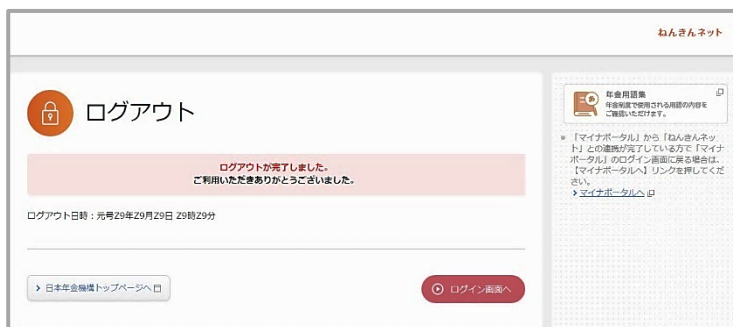 ねんきんネット
ログアウト
ログアウトが完了しました。
ご利用いただきありがとうございました。
ログアウト日時：元号Z9年Z9月Z9日 Z9時Z9分
日本年金機構トップページへ
ログイン画面へ
年金用語集
年金制度で使用される用語の内容を
ご確認いただけます。
「マイナポータル」から「ねんきんネッ
ト」との連携が完了している方で「マイナ
ポータル」のログイン画面に戻る場合は、
【マイナポータルへ】リンクを押してくだ
さい。
マイナポータルへ